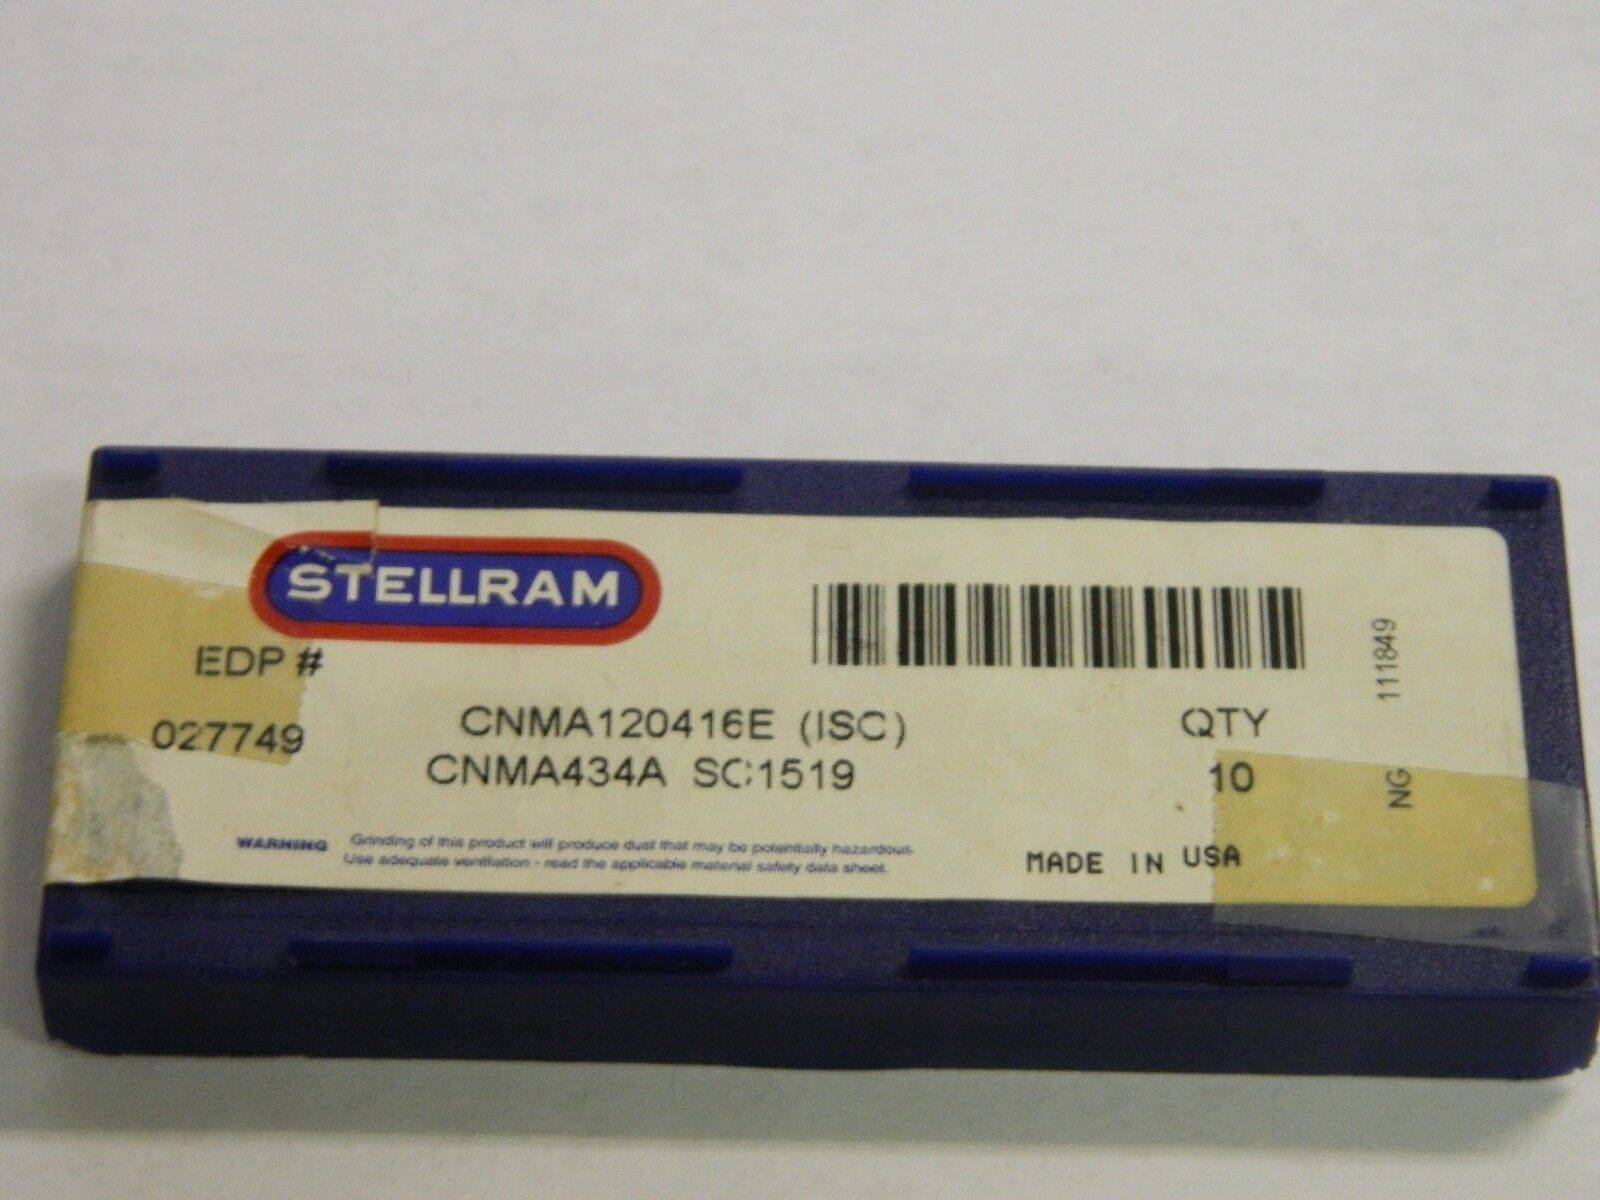 STELLRAM
EDP #
027749
CNMA120416E (ISC)
CNMA434A SC1519
QTY
10
NG 111849
WARNING Grinding of this product will produce dust that may be potentially hazardous.
Use adequate ventilation - read the applicable material safety data sheet.
MADE IN USA